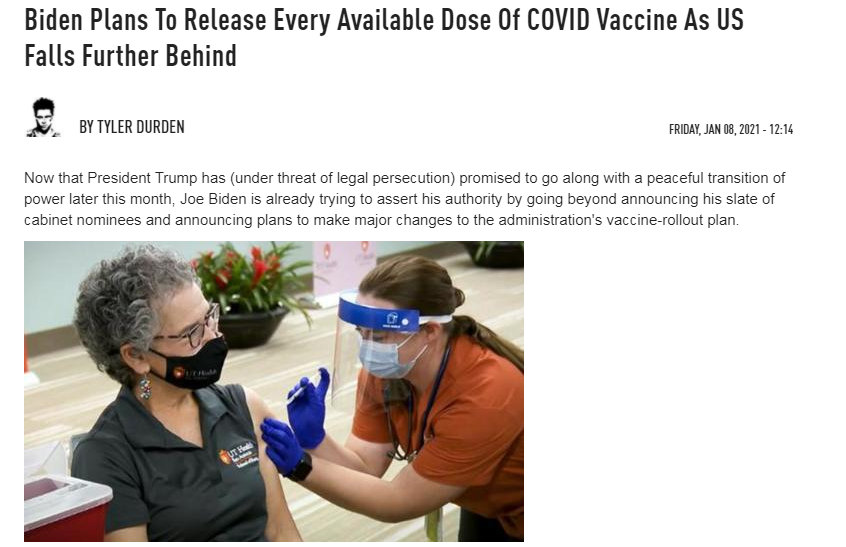 Biden Plans To Release Every Available Dose Of COVID Vaccine As US
Falls Further Behind
BY TYLER DURDEN
FRIDAY, JAN 08, 2021 - 12:14
Now that President Trump has (under threat of legal persecution) promised to go along with a peaceful transition of
power later this month, Joe Biden is already trying to assert his authority by going beyond announcing his slate of
cabinet nominees and announcing plans to make major changes to the administration's vaccine-rollout plan.
UT Health
UT Health